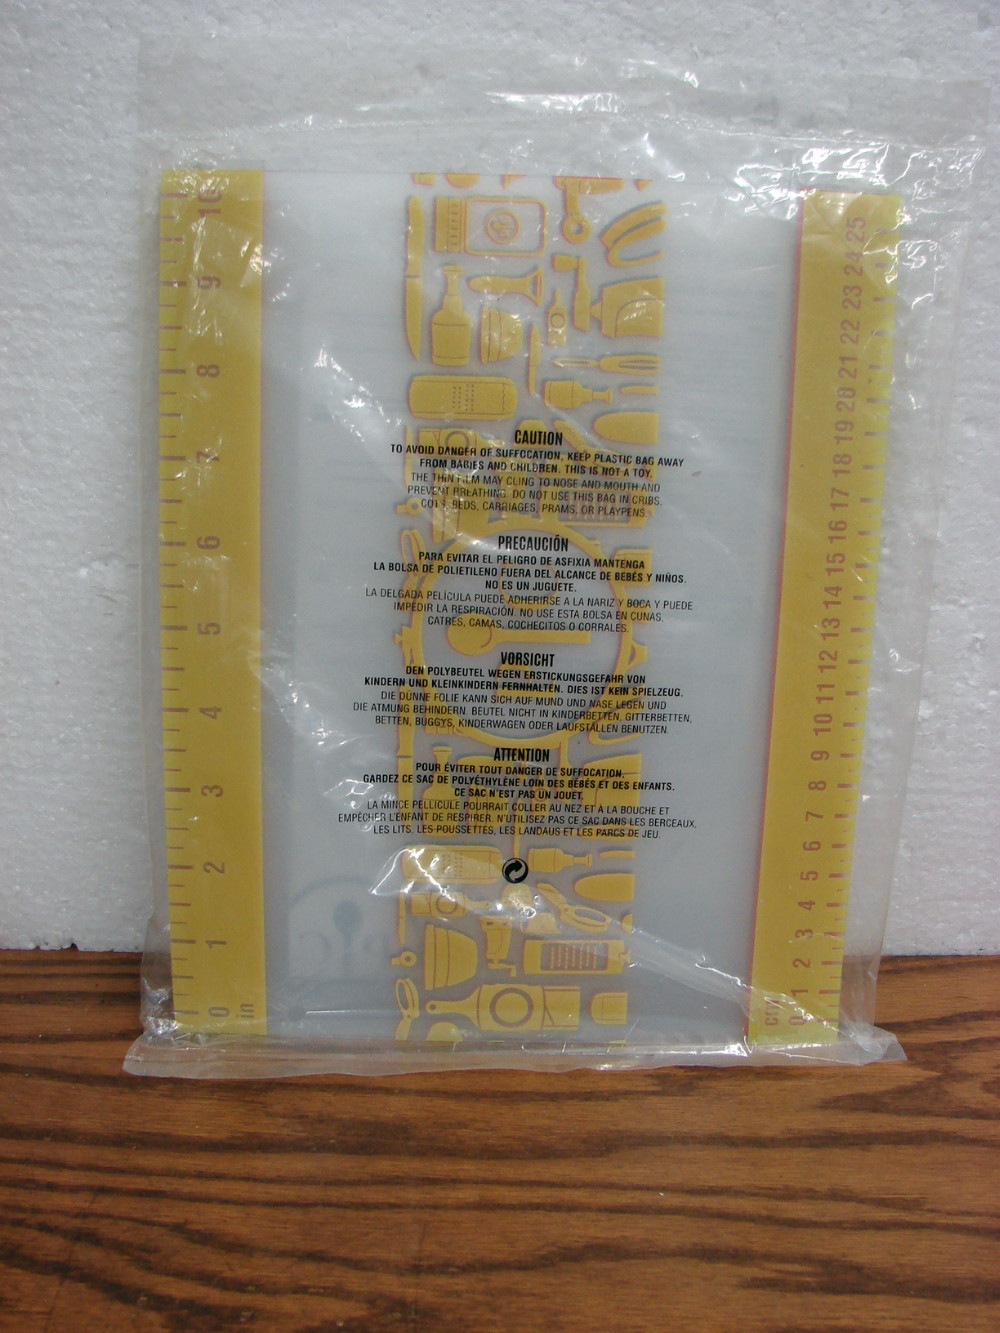 CAUTION
TO AVOID DANGER OF SUFFOCATION, KEEP PLASTIC BAG AWAY
FROM BABIES AND CHILDREN. THIS IS NOT A TOY.
THE THIN FILM MAY CLING TO NOSE AND MOUTH AND
PREVENT BREATHING. DO NOT USE THIS BAG IN CRIBS,
COTS, BEDS, CARRIAGES, PRAMS, OR PLAYPENS.
PRECAUCIÓN
PARA EVITAR EL PELIGRO DE ASFIXIA MANTENGA
LA BOLSA DE POLIETILENO FUERA DEL ALCANCE DE BEBÉS Y NIÑOS.
NO ES UN JUGUETE.
LA DELGADA PELÍCULA PUEDE ADHERIRSE A LA NARIZ Y BOCA Y PUEDE
IMPEDIR LA RESPIRACIÓN. NO USE ESTA BOLSA EN CUNAS,
CATRES, CAMAS, COCHECITOS O CORRALES.
VORSICHT
DEN POLYBEUTEL WEGEN ERSTICKUNGSGEFAHR VON
KINDERN UND KLEINKINDERN FERNHALTEN. DIES IST KEIN SPIELZEUG.
DIE DÜNNE FOLIE KANN SICH AUF MUND UND NASE LEGEN UND
DIE ATMUNG BEHINDERN. BEUTEL NICHT IN KINDERBETTEN, GITTERBETTEN,
BETTEN, BUGGYS, KINDERWAGEN ODER LAUFSTÄLLEN BENUTZEN.
ATTENTION
POUR ÉVITER TOUT DANGER DE SUFFOCATION,
GARDEZ CE SAC DE POLYÉTHYLÈNE LOIN DES BÉBÉS ET DES ENFANTS.
CE SAC N'EST PAS UN JOUET.
LA MINCE PELLICULE POURRAIT COLLER AU NEZ ET À LA BOUCHE ET
EMPÊCHER L'ENFANT DE RESPIRER. N'UTILISEZ PAS CE SAC DANS LES BERCEAUX,
LES LITS, LES POUSSETTES, LES LANDAUS ET LES PARCS DE JEU.
in
0 1 2 3 4 5 6 7 8 9 10
cm
0 1 2 3 4 5 6 7 8 9 10 11 12 13 14 15 16 17 18 19 20 21 22 23 24 25